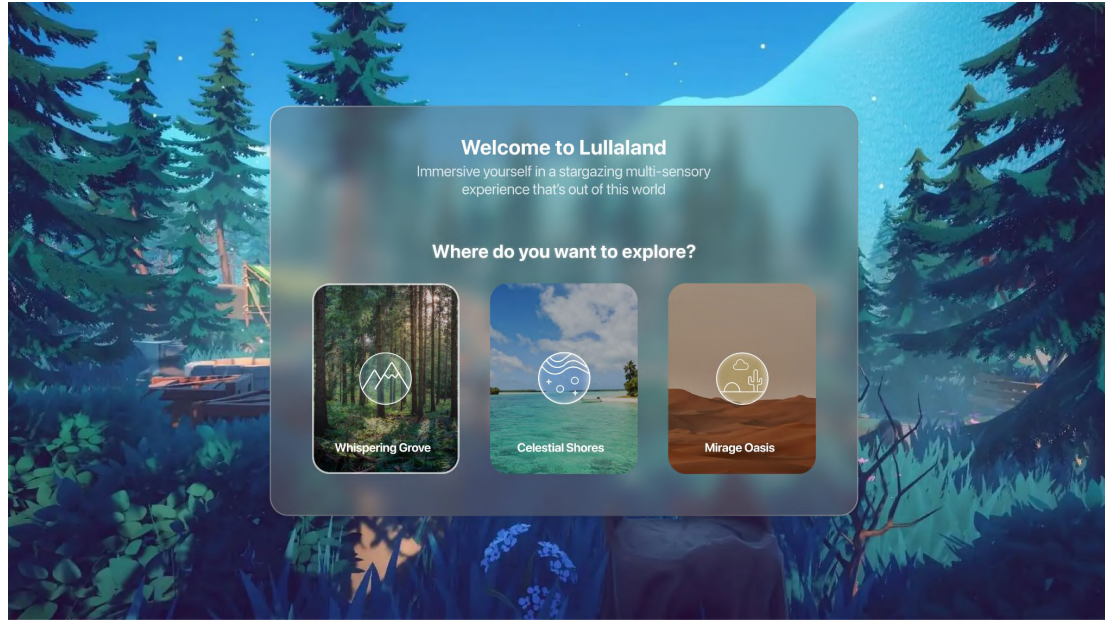 Welcome to Lullaland
Immersive yourself in a stargazing multi-sensory
experience that's out of this world
Where do you want to explore?
Whispering Grove
Celestial Shores
Mirage Oasis